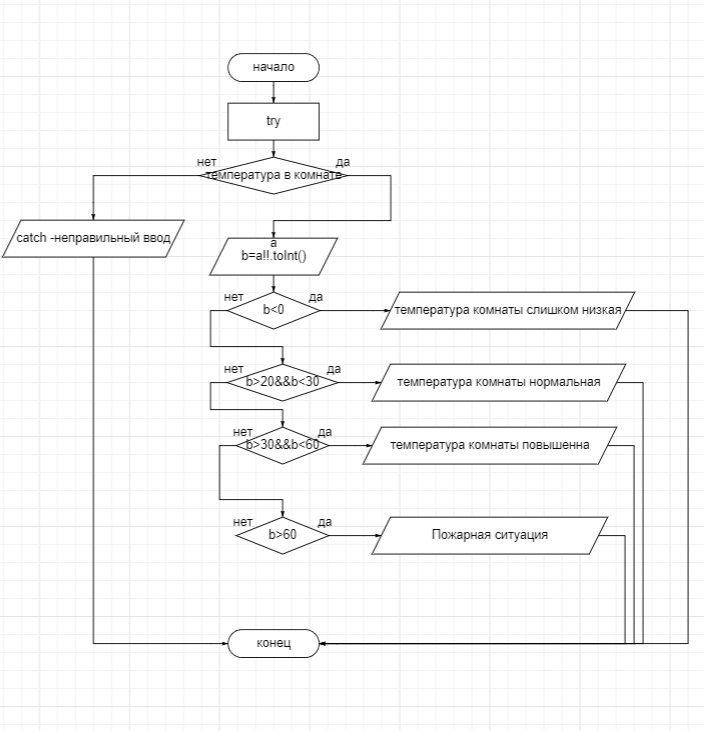 начало
try
нет
да
температура в комнате
catch -неправильный ввод
a
b=a!!.toInt()
нет
да
b<0
температура комнаты слишком низкая
нет
да
b>20&&b<30
температура комнаты нормальная
нет
да
b>30&&b<60
температура комнаты повышенна
нет
да
b>60
Пожарная ситуация
конец